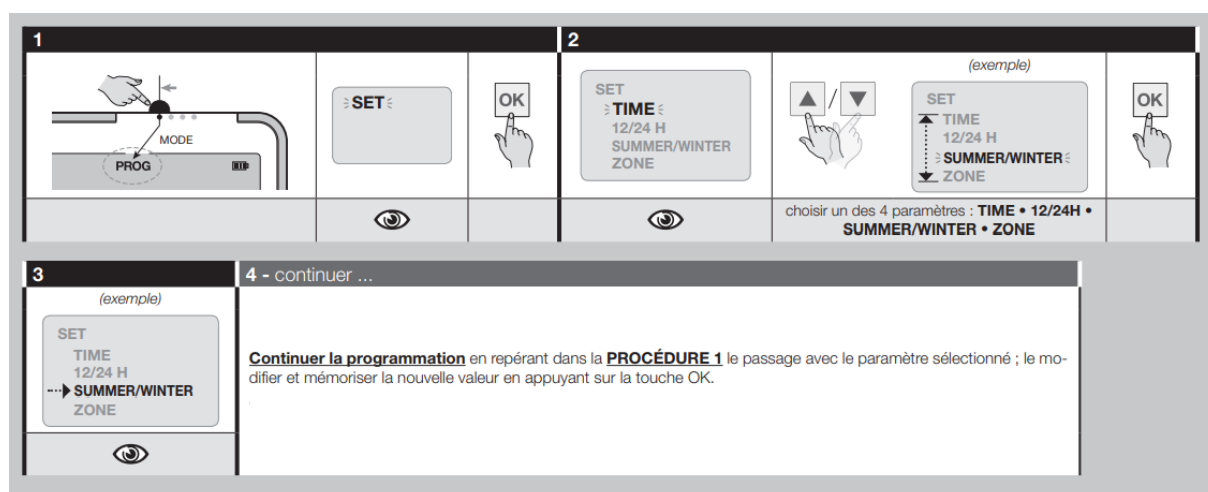 1
MODE
PROG
SET
OK
2
SET
TIME
12/24 H
SUMMER/WINTER
ZONE
/
(exemple)
SET
TIME
12/24 H
SUMMER/WINTER
ZONE
OK
choisir un des 4 paramètres : TIME • 12/24H •
SUMMER/WINTER • ZONE
3
(exemple)
SET
TIME
12/24 H
SUMMER/WINTER
ZONE
4 - continuer ...
Continuer la programmation en repérant dans la PROCÉDURE 1 le passage avec le paramètre sélectionné ; le mo-
difier et mémoriser la nouvelle valeur en appuyant sur la touche OK.